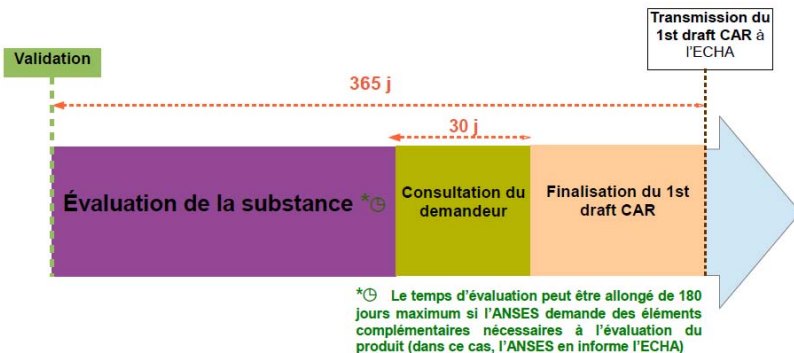 Transmission du
1st draft CAR à
l'ECHA
Validation
365 j
30 j
Évaluation de la substance *◷
Consultation du
demandeur
Finalisation du 1st
draft CAR
*◷ Le temps d'évaluation peut être allongé de 180
jours maximum si l'ANSES demande des éléments
complémentaires nécessaires à l'évaluation du
produit (dans ce cas, l'ANSES en informe l'ECHA)